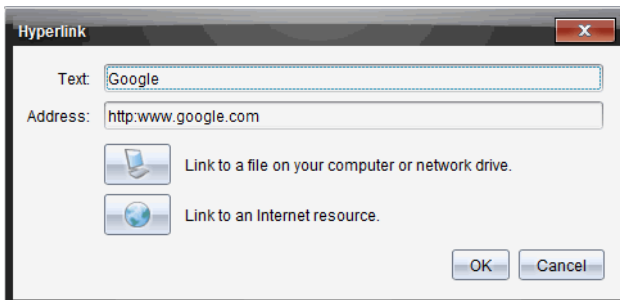 Hyperlink
Text: Google
Address: http:www.google.com
Link to a file on your computer or network drive.
Link to an Internet resource.
OK Cancel